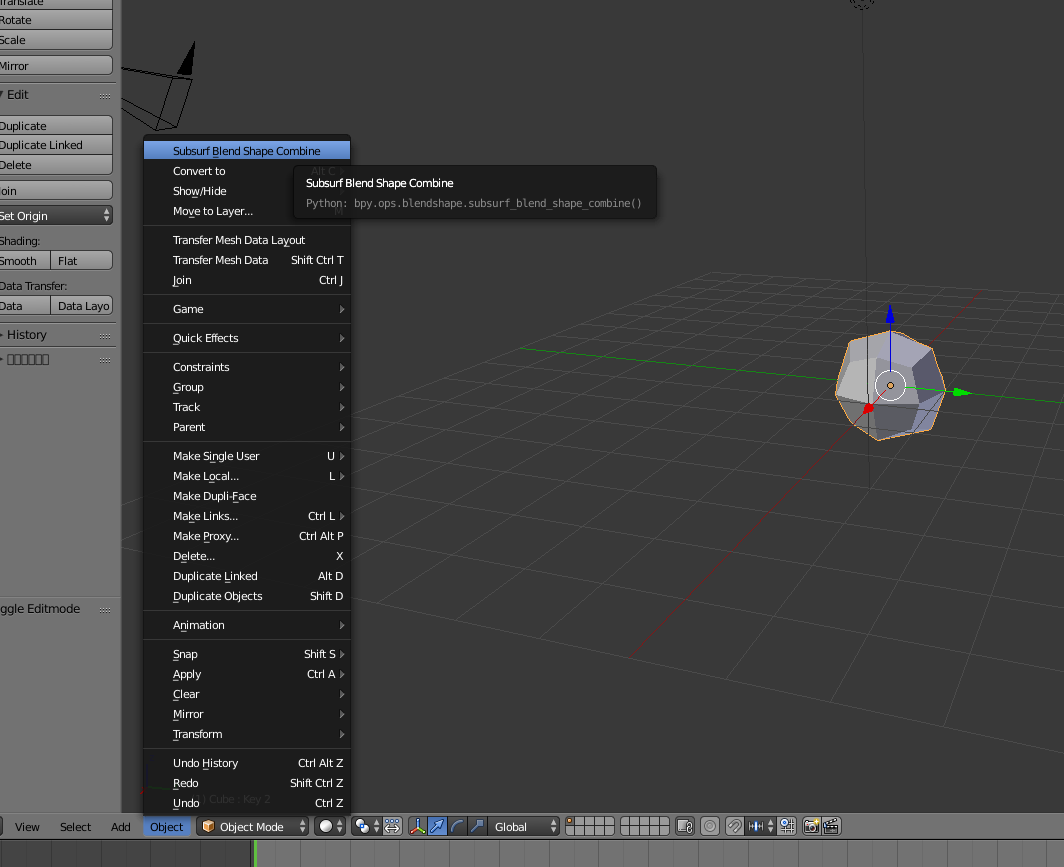 Translate
Rotate
Scale
Mirror
Edit
Duplicate
Duplicate Linked
Delete
Join
Set Origin
Shading:
Smooth Flat
Data Transfer:
Data Data Layo
History
ggle Editmode
Subsurf Blend Shape Combine
Convert to Alt C
Show/Hide
Move to Layer... M
Transfer Mesh Data Layout
Transfer Mesh Data Shift Ctrl T
Join Ctrl J
Game
Quick Effects
Constraints
Group
Track
Parent
Make Single User U
Make Local... L
Make Dupli-Face
Make Links... Ctrl L
Make Proxy... Ctrl Alt P
Delete... X
Duplicate Linked Alt D
Duplicate Objects Shift D
Animation
Snap Shift S
Apply Ctrl A
Clear
Mirror
Transform
Undo History Ctrl Alt Z
Redo Shift Ctrl Z
Undo Ctrl Z
Subsurf Blend Shape Combine
Python: bpy.ops.blendshape.subsurf_blend_shape_combine()
(1) Cube : Key 2
View Select Add Object Object Mode Global